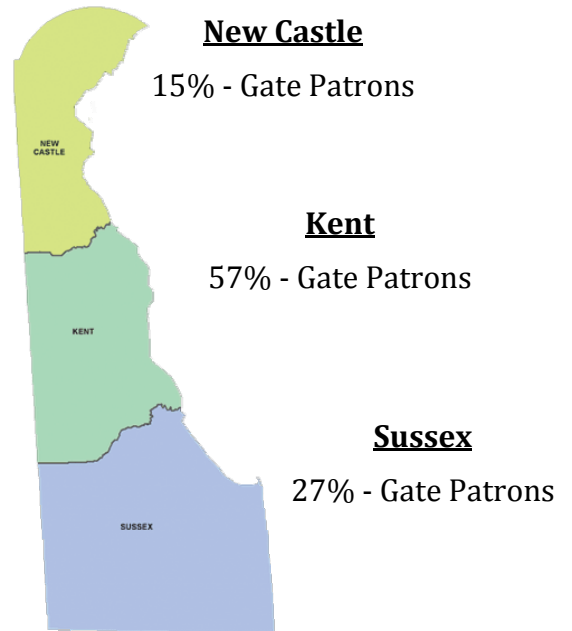 New Castle
15% - Gate Patrons
NEW
CASTLE
Kent
57% - Gate Patrons
KENT
Sussex
27% - Gate Patrons
SUSSEX